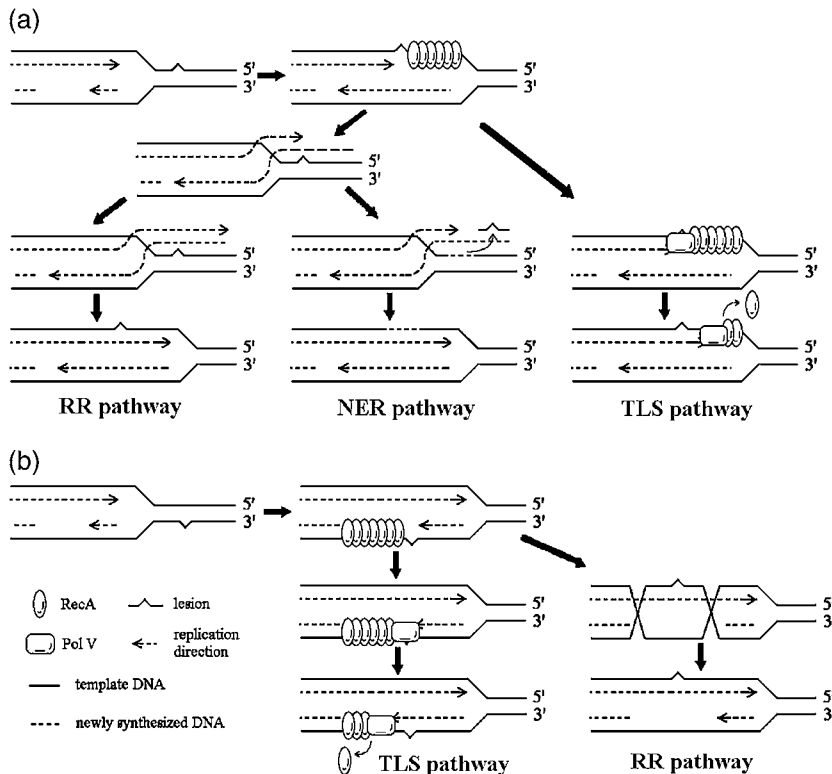 (a)
5'
3'
5'
3'
5'
3'
5'
3'
5'
3'
5'
3'
5'
3'
5'
3'
5'
3'
RR pathway
NER pathway
TLS pathway
(b)
5'
3'
5'
3'
RecA
lesion
Pol V
replication
direction
5'
3'
5
3
template DNA
newly synthesized DNA
5'
3'
5
3
TLS pathway
RR pathway